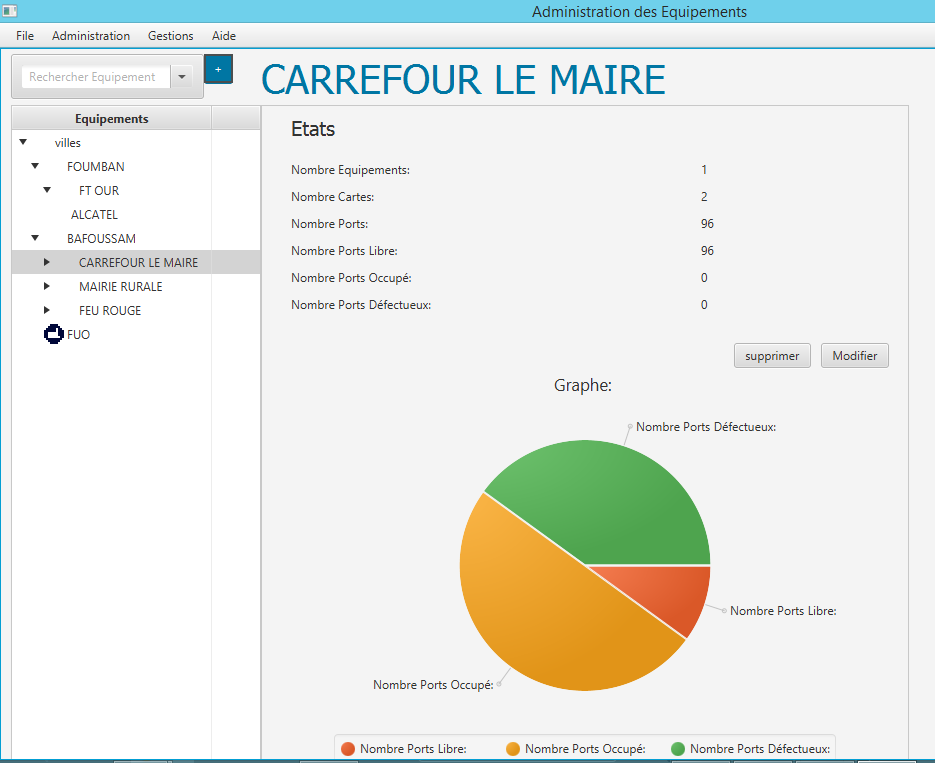 Administration des Equipements
File Administration Gestions Aide
Rechercher Equipement +
CARREFOUR LE MAIRE
Equipements
villes
FOUMBAN
FT OUR
ALCATEL
BAFOUSSAM
CARREFOUR LE MAIRE
MAIRIE RURALE
FEU ROUGE
FUO
Etats
Nombre Equipements: 1
Nombre Cartes: 2
Nombre Ports: 96
Nombre Ports Libre: 96
Nombre Ports Occupé: 0
Nombre Ports Défectueux: 0
supprimer Modifier
Graphe:
Nombre Ports Défectueux:
Nombre Ports Libre:
Nombre Ports Occupé:
Nombre Ports Libre: Nombre Ports Occupé: Nombre Ports Défectueux: